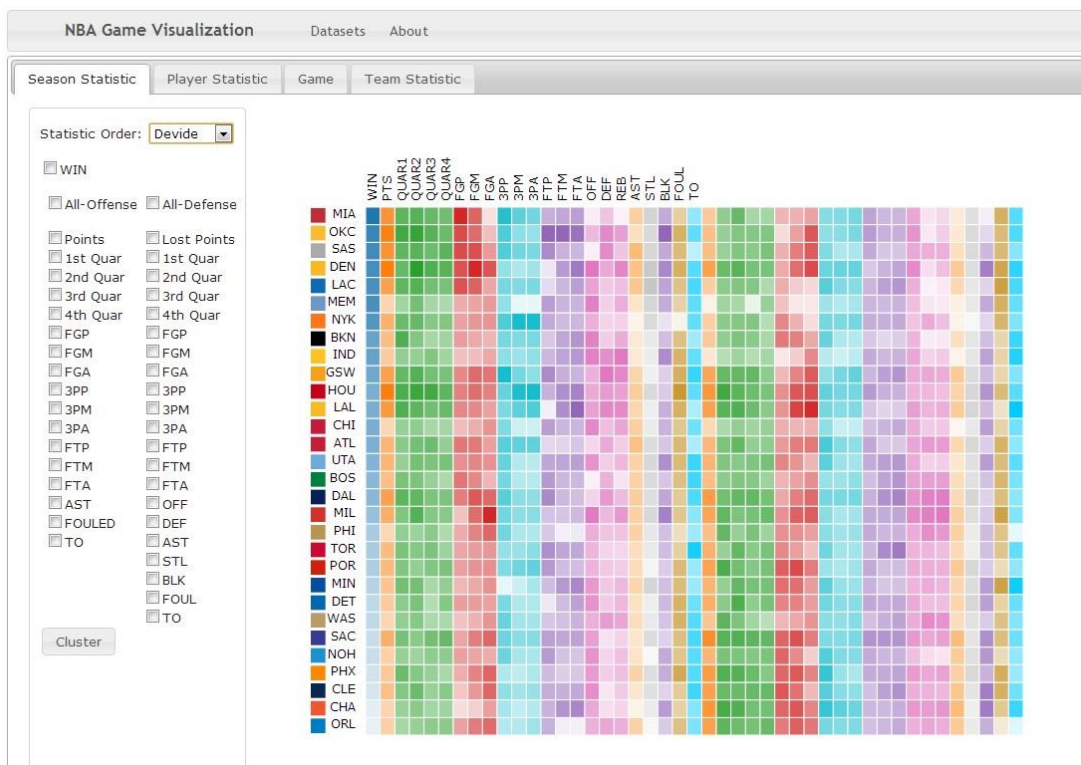 NBA Game Visualization Datasets About
Season Statistic Player Statistic Game Team Statistic
Statistic Order: Devide
WIN
All-Offense All-Defense
Points Lost Points
1st Quar 1st Quar
2nd Quar 2nd Quar
3rd Quar 3rd Quar
4th Quar 4th Quar
FGP FGP
FGM FGM
FGA FGA
3PP 3PP
3PM 3PM
3PA 3PA
FTP FTP
FTM FTM
FTA FTA
AST OFF
FOULED DEF
TO AST
STL
BLK
FOUL
TO
Cluster
WIN
PTS
QUAR1
QUAR2
QUAR3
QUAR4
FGP
FGM
FGA
3PP
3PM
3PA
FTP
FTM
FTA
OFF
DEF
REB
AST
STL
BLK
FOUL
TO
MIA
OKC
SAS
DEN
LAC
MEM
NYK
BKN
IND
GSW
HOU
LAL
CHI
ATL
UTA
BOS
DAL
MIL
PHI
TOR
POR
MIN
DET
WAS
SAC
NOH
PHX
CLE
CHA
ORL